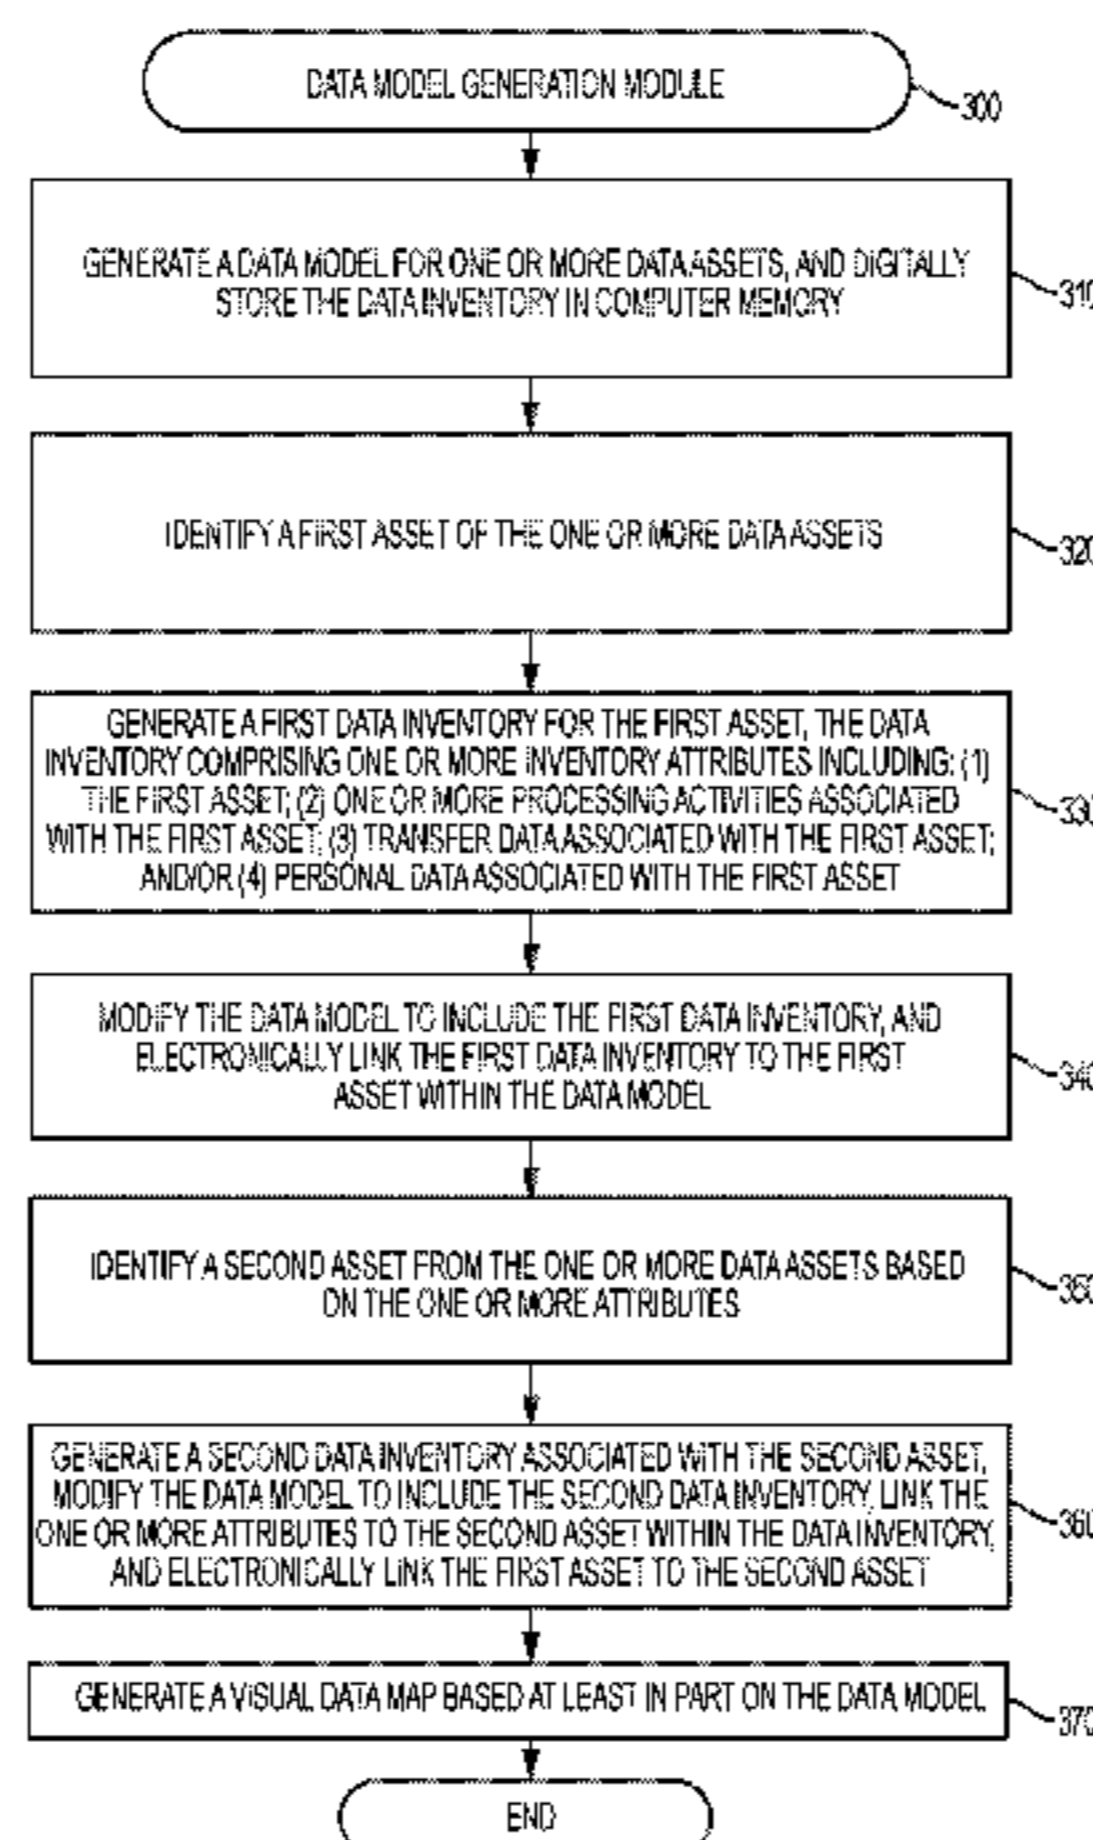 DATA MODEL GENERATION MODULE
300
GENERATE A DATA MODEL FOR ONE OR MORE DATA ASSETS, AND DIGITALLY
STORE THE DATA INVENTORY IN COMPUTER MEMORY
310
IDENTIFY A FIRST ASSET OF THE ONE OR MORE DATA ASSETS
320
GENERATE A FIRST DATA INVENTORY FOR THE FIRST ASSET, THE DATA
INVENTORY COMPRISING ONE OR MORE INVENTORY ATTRIBUTES INCLUDING: (1)
THE FIRST ASSET; (2) ONE OR MORE PROCESSING ACTIVITIES ASSOCIATED
WITH THE FIRST ASSET; (3) TRANSFER DATA ASSOCIATED WITH THE FIRST ASSET;
AND/OR (4) PERSONAL DATA ASSOCIATED WITH THE FIRST ASSET
330
MODIFY THE DATA MODEL TO INCLUDE THE FIRST DATA INVENTORY, AND
ELECTRONICALLY LINK THE FIRST DATA INVENTORY TO THE FIRST
ASSET WITHIN THE DATA MODEL
340
IDENTIFY A SECOND ASSET FROM THE ONE OR MORE DATA ASSETS BASED
ON THE ONE OR MORE ATTRIBUTES
350
GENERATE A SECOND DATA INVENTORY ASSOCIATED WITH THE SECOND ASSET,
MODIFY THE DATA MODEL TO INCLUDE THE SECOND DATA INVENTORY, LINK THE
ONE OR MORE ATTRIBUTES TO THE SECOND ASSET WITHIN THE DATA INVENTORY,
AND ELECTRONICALLY LINK THE FIRST ASSET TO THE SECOND ASSET
360
GENERATE A VISUAL DATA MAP BASED AT LEAST IN PART ON THE DATA MODEL
370
END